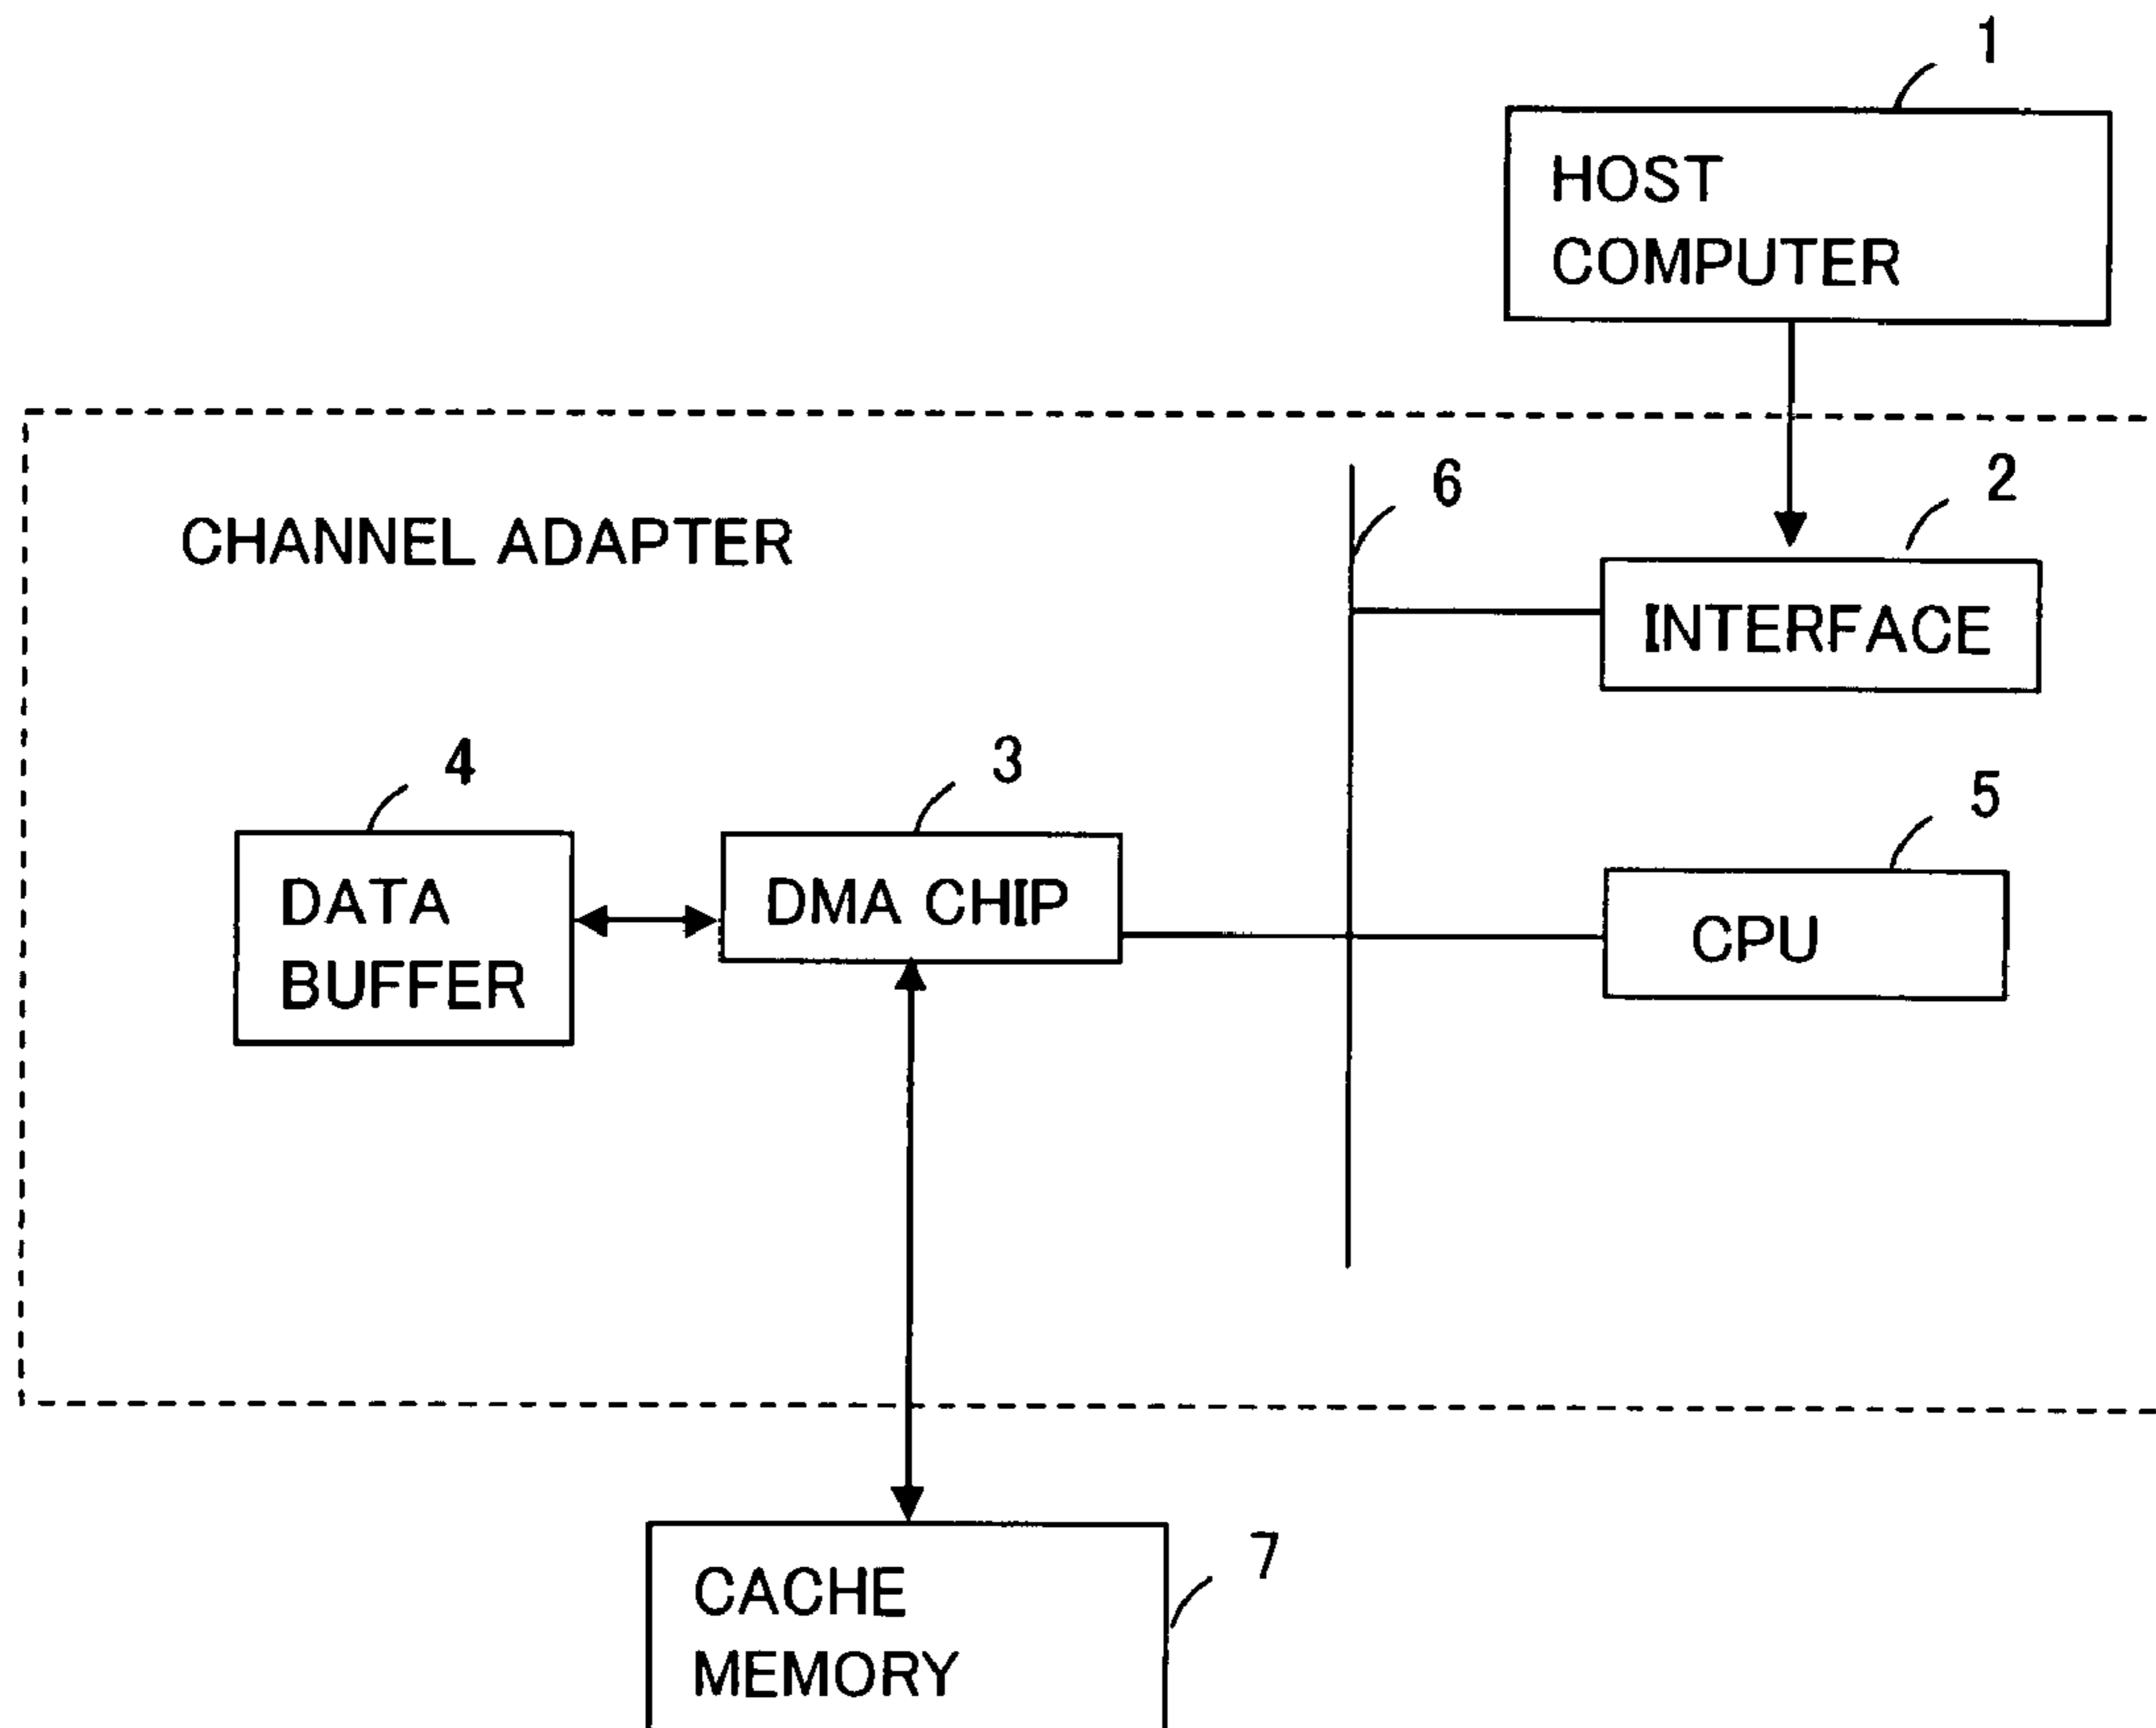 1
HOST
COMPUTER
6
2
CHANNEL ADAPTER
INTERFACE
4
3
5
DATA
BUFFER
DMA CHIP
CPU
7
CACHE
MEMORY